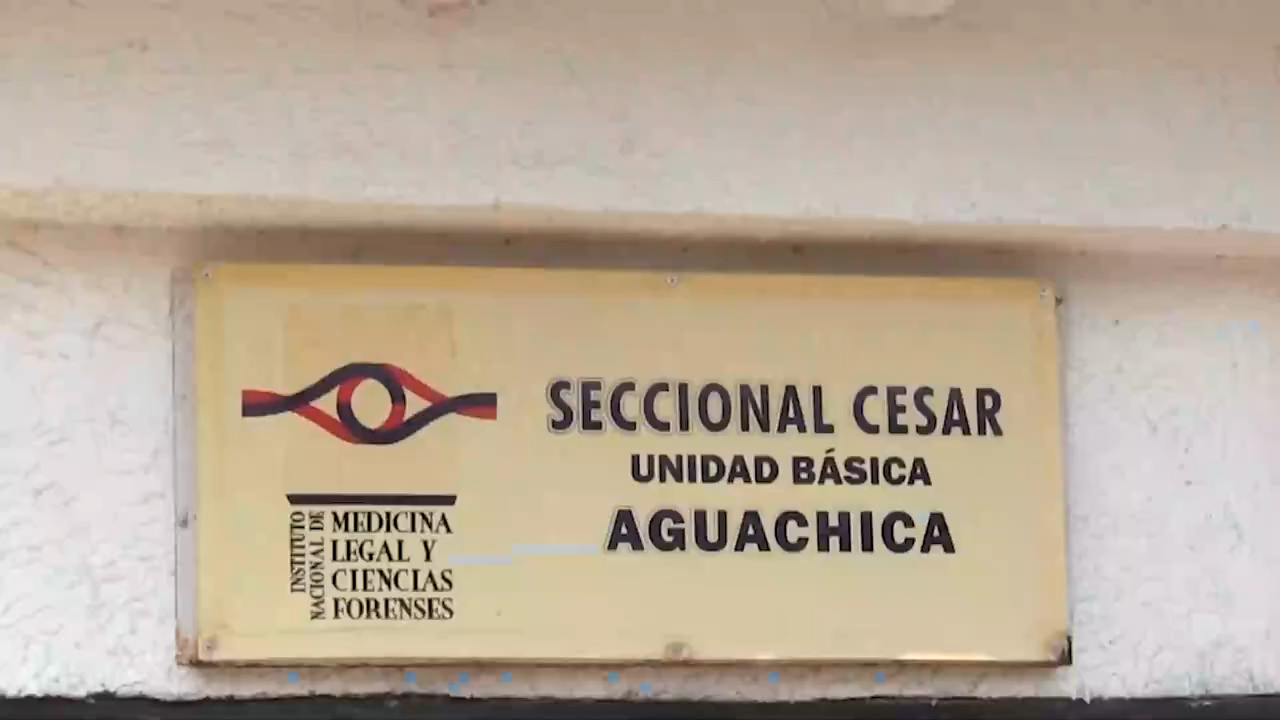 INSTITUTO
NACIONAL DE
MEDICINA
LEGAL Y
CIENCIAS
FORENSES
SECCIONAL CESAR
UNIDAD BÁSICA
AGUACHICA